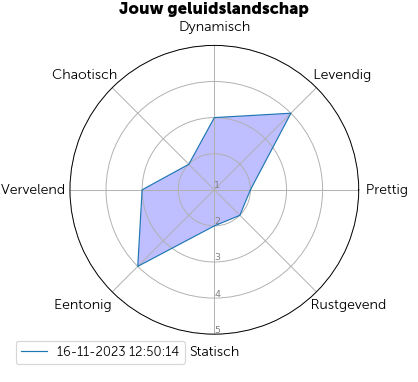 Jouw geluidslandschap
Dynamisch
Chaotisch
Levendig
Vervelend
1
Prettig
2
3
Eentonig
4
Rustgevend
5
16-11-2023 12:50:14
Statisch